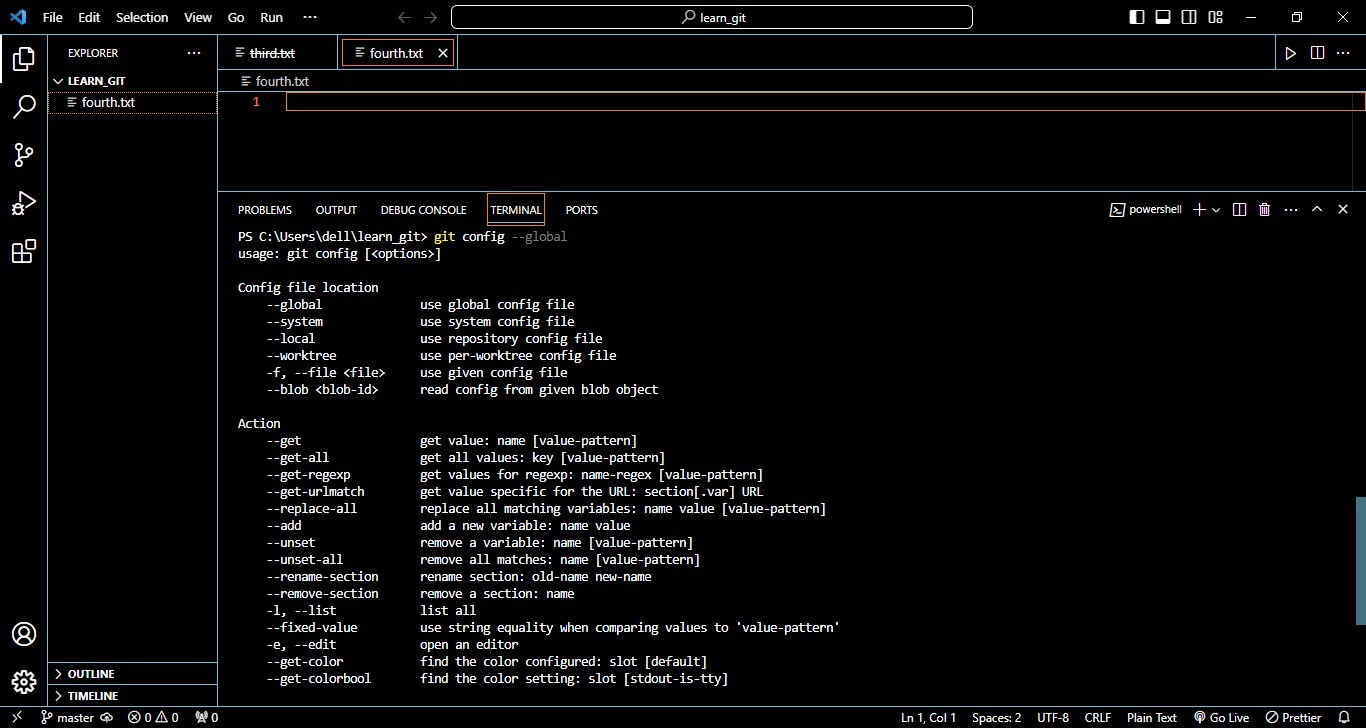 File Edit Selection View Go Run ··· learn_git
EXPLORER ···
LEARN_GIT
fourth.txt
OUTLINE
TIMELINE
third.txt fourth.txt
fourth.txt
1
PROBLEMS OUTPUT DEBUG CONSOLE TERMINAL PORTS powershell
PS C:\Users\dell\learn_git> git config --global
usage: git config [<options>]
Config file location
--global use global config file
--system use system config file
--local use repository config file
--worktree use per-worktree config file
-f, --file <file> use given config file
--blob <blob-id> read config from given blob object
Action
--get get value: name [value-pattern]
--get-all get all values: key [value-pattern]
--get-regexp get values for regexp: name-regex [value-pattern]
--get-urlmatch get value specific for the URL: section[.var] URL
--replace-all replace all matching variables: name value [value-pattern]
--add add a new variable: name value
--unset remove a variable: name [value-pattern]
--unset-all remove all matches: name [value-pattern]
--rename-section rename section: old-name new-name
--remove-section remove a section: name
-l, --list list all
--fixed-value use string equality when comparing values to 'value-pattern'
-e, --edit open an editor
--get-color find the color configured: slot [default]
--get-colorbool find the color setting: slot [stdout-is-tty]
master 0 0 0 Ln 1, Col 1 Spaces: 2 UTF-8 CRLF Plain Text Go Live Prettier